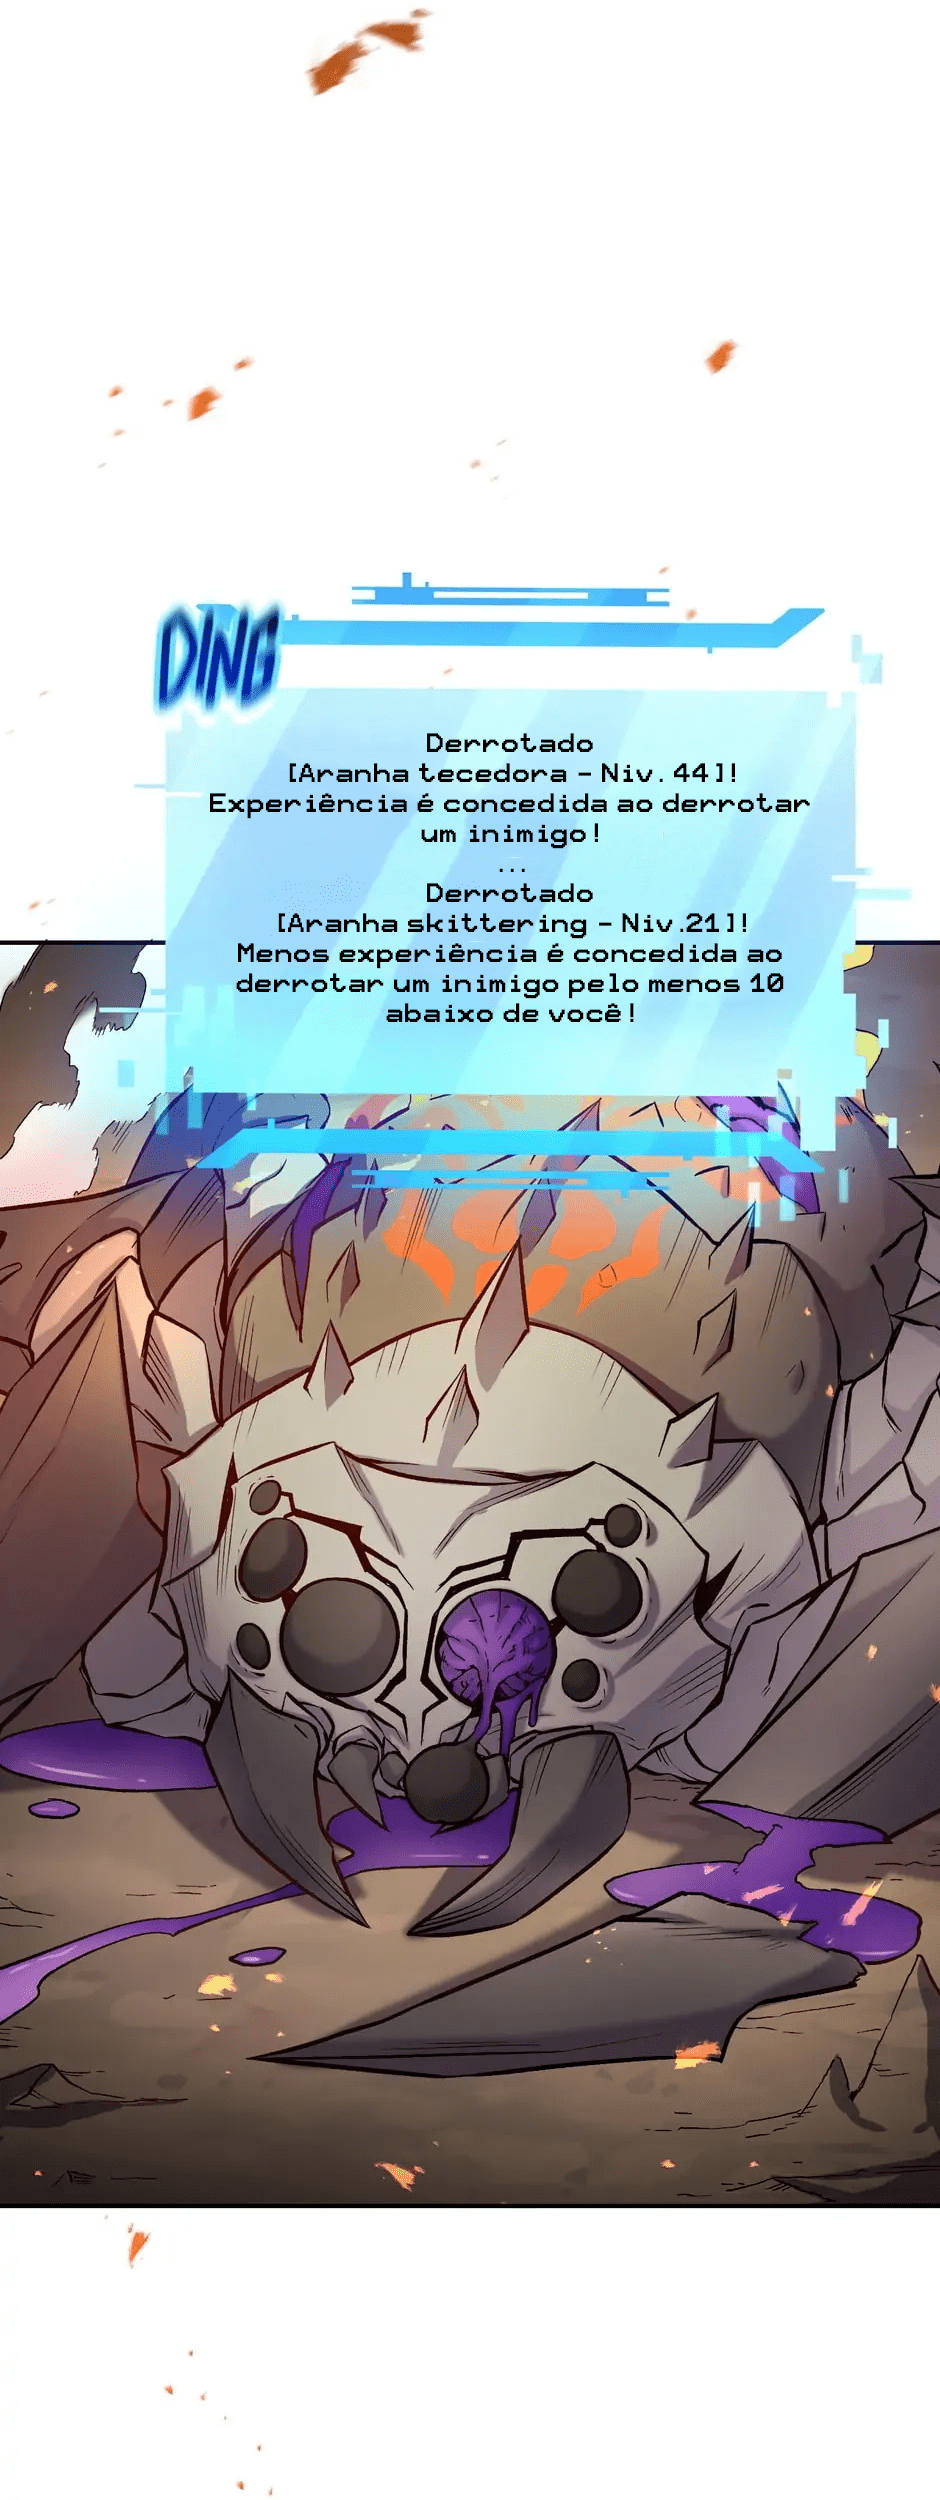 DING
Derrotado
[Aranha tecedora - Niv. 44]!
Experiência é concedida ao derrotar
um inimigo!
...
Derrotado
[Aranha skittering - Niv.21]!
Menos experiência é concedida ao
derrotar um inimigo pelo menos 10
abaixo de você!